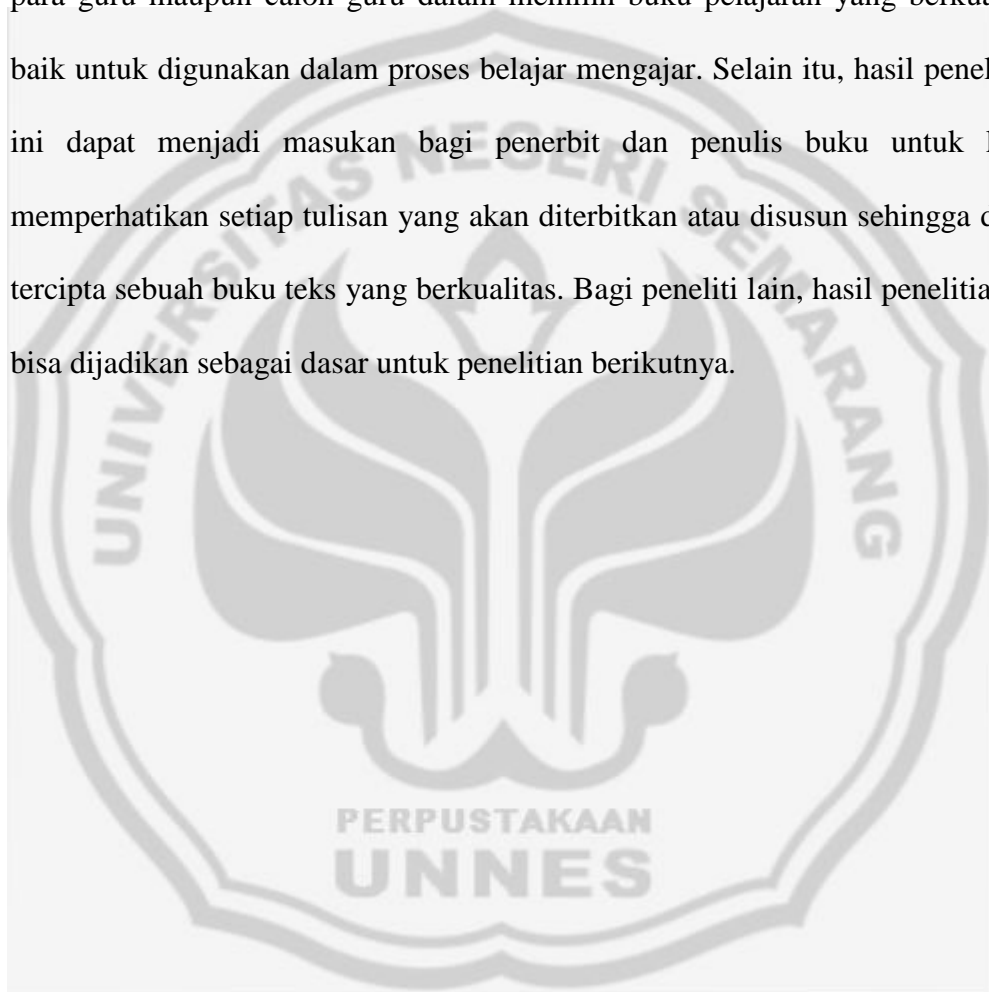 para guru maupun calon guru dalam memilih buku pelajaran yang
baik untuk digunakan dalam proses belajar mengajar. Selain itu, hasil
ini dapat menjadi masukan bagi penerbit dan penulis buku untuk
memperhatikan setiap tulisan yang akan diterbitkan atau disusun sehingga
tercipta sebuah buku teks yang berkualitas. Bagi peneliti lain, hasil
bisa dijadikan sebagai dasar untuk penelitian berikutnya.
UNIVERSITAS NEGERI SEMARANG
PERPUSTAKAAN
UNNES